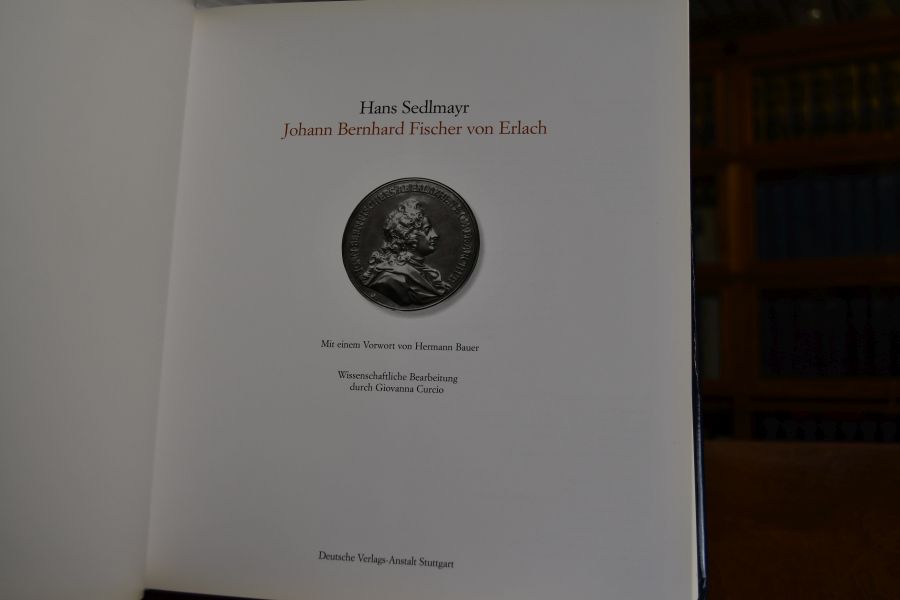 Hans Sedlmayr
Johann Bernhard Fischer von Erlach
Mit einem Vorwort von Hermann Bauer
Wissenschaftliche Bearbeitung
durch Giovanna Curcio
Deutsche Verlags-Anstalt Stuttgart